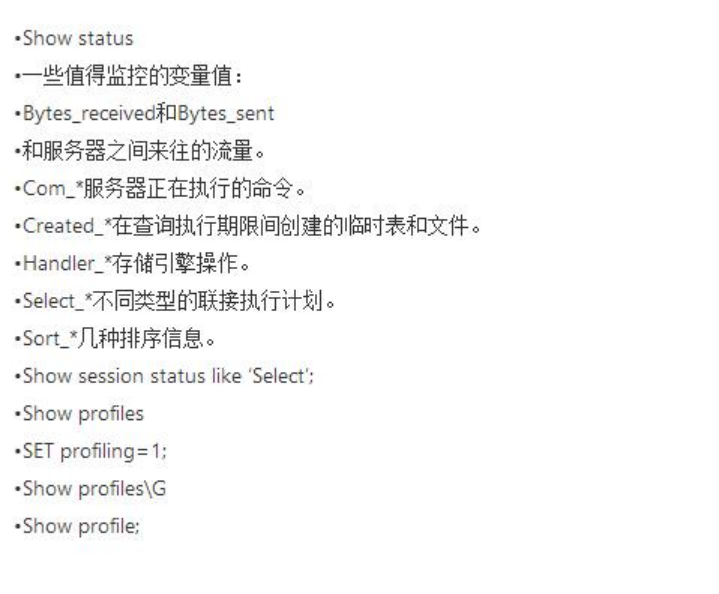 •Show status
•一些值得监控的变量值：
•Bytes_received和Bytes_sent
•和服务器之间来往的流量。
•Com_*服务器正在执行的命令。
•Created_*在查询执行期限间创建的临时表和文件。
•Handler_*存储引擎操作。
•Select_*不同类型的联接执行计划。
•Sort_*几种排序信息。
•Show session status like ‘Select’;
•Show profiles
•SET profiling=1;
•Show profiles\G
•Show profile;